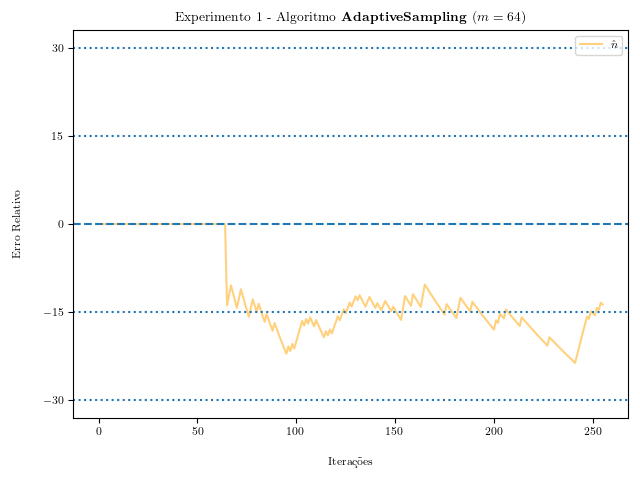 Experimento 1 - Algoritmo AdaptiveSampling (m = 64)
n̂
30
15
0
−15
−30
Erro Relativo
0 50 100 150 200 250
Iterações